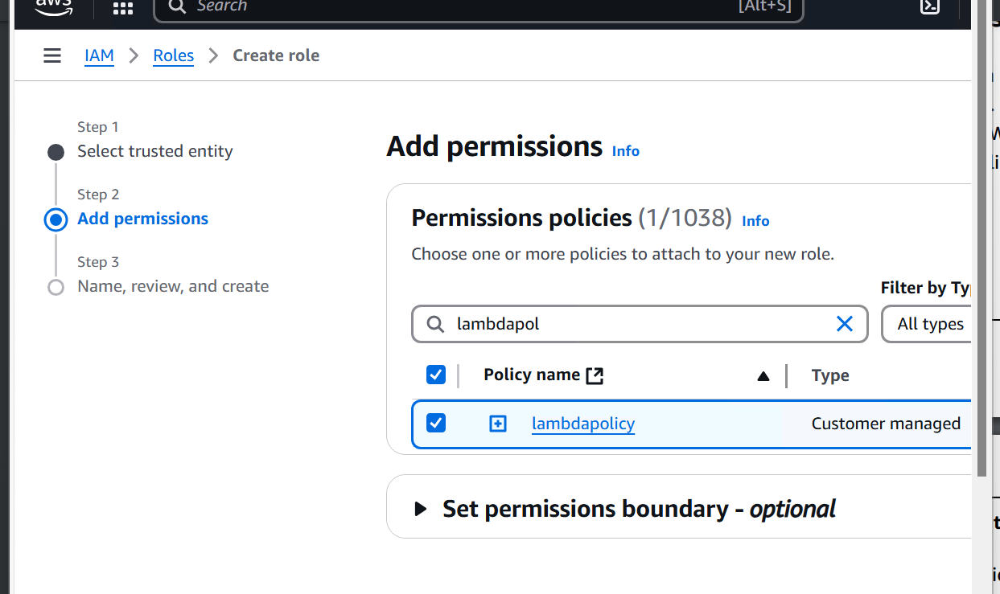 aws
Search
[Alt+S]
IAM
Roles
Create role
Step 1
Select trusted entity
Step 2
Add permissions
Step 3
Name, review, and create
Add permissions Info
Permissions policies (1/1038) Info
Choose one or more policies to attach to your new role.
Filter by
lambdapol
All types
Policy name
Type
lambdapolicy
Customer managed
Set permissions boundary - optional